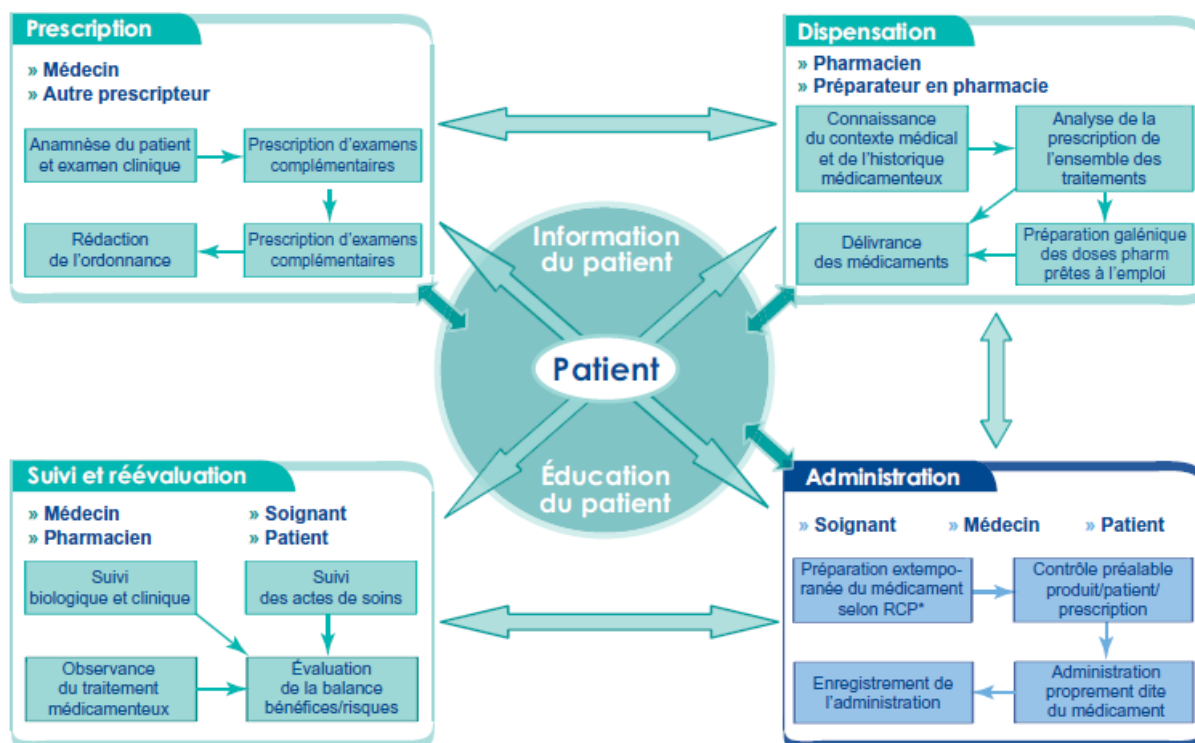 Prescription
» Médecin
» Autre prescripteur
Anamnèse du patient
et examen clinique
Prescription d'examens
complémentaires
Rédaction
de l'ordonnance
Prescription d'examens
complémentaires
Dispensation
» Pharmacien
» Préparateur en pharmacie
Connaissance
du contexte médical
et de l'historique
médicamenteux
Analyse de la
prescription de
l'ensemble des
traitements
Délivrance
des médicaments
Préparation galénique
des doses pharm
prêtes à l'emploi
Information
du patient
Patient
Éducation
du patient
Suivi et réévaluation
» Médecin
» Pharmacien
» Soignant
» Patient
Suivi
biologique et clinique
Suivi
des actes de soins
Observance
du traitement
médicamenteux
Évaluation
de la balance
bénéfices/risques
Administration
» Soignant
» Médecin
» Patient
Préparation extempo-
ranée du médicament
selon RCP*
Contrôle préalable
produit/patient/
prescription
Enregistrement de
l'administration
Administration
proprement dite
du médicament